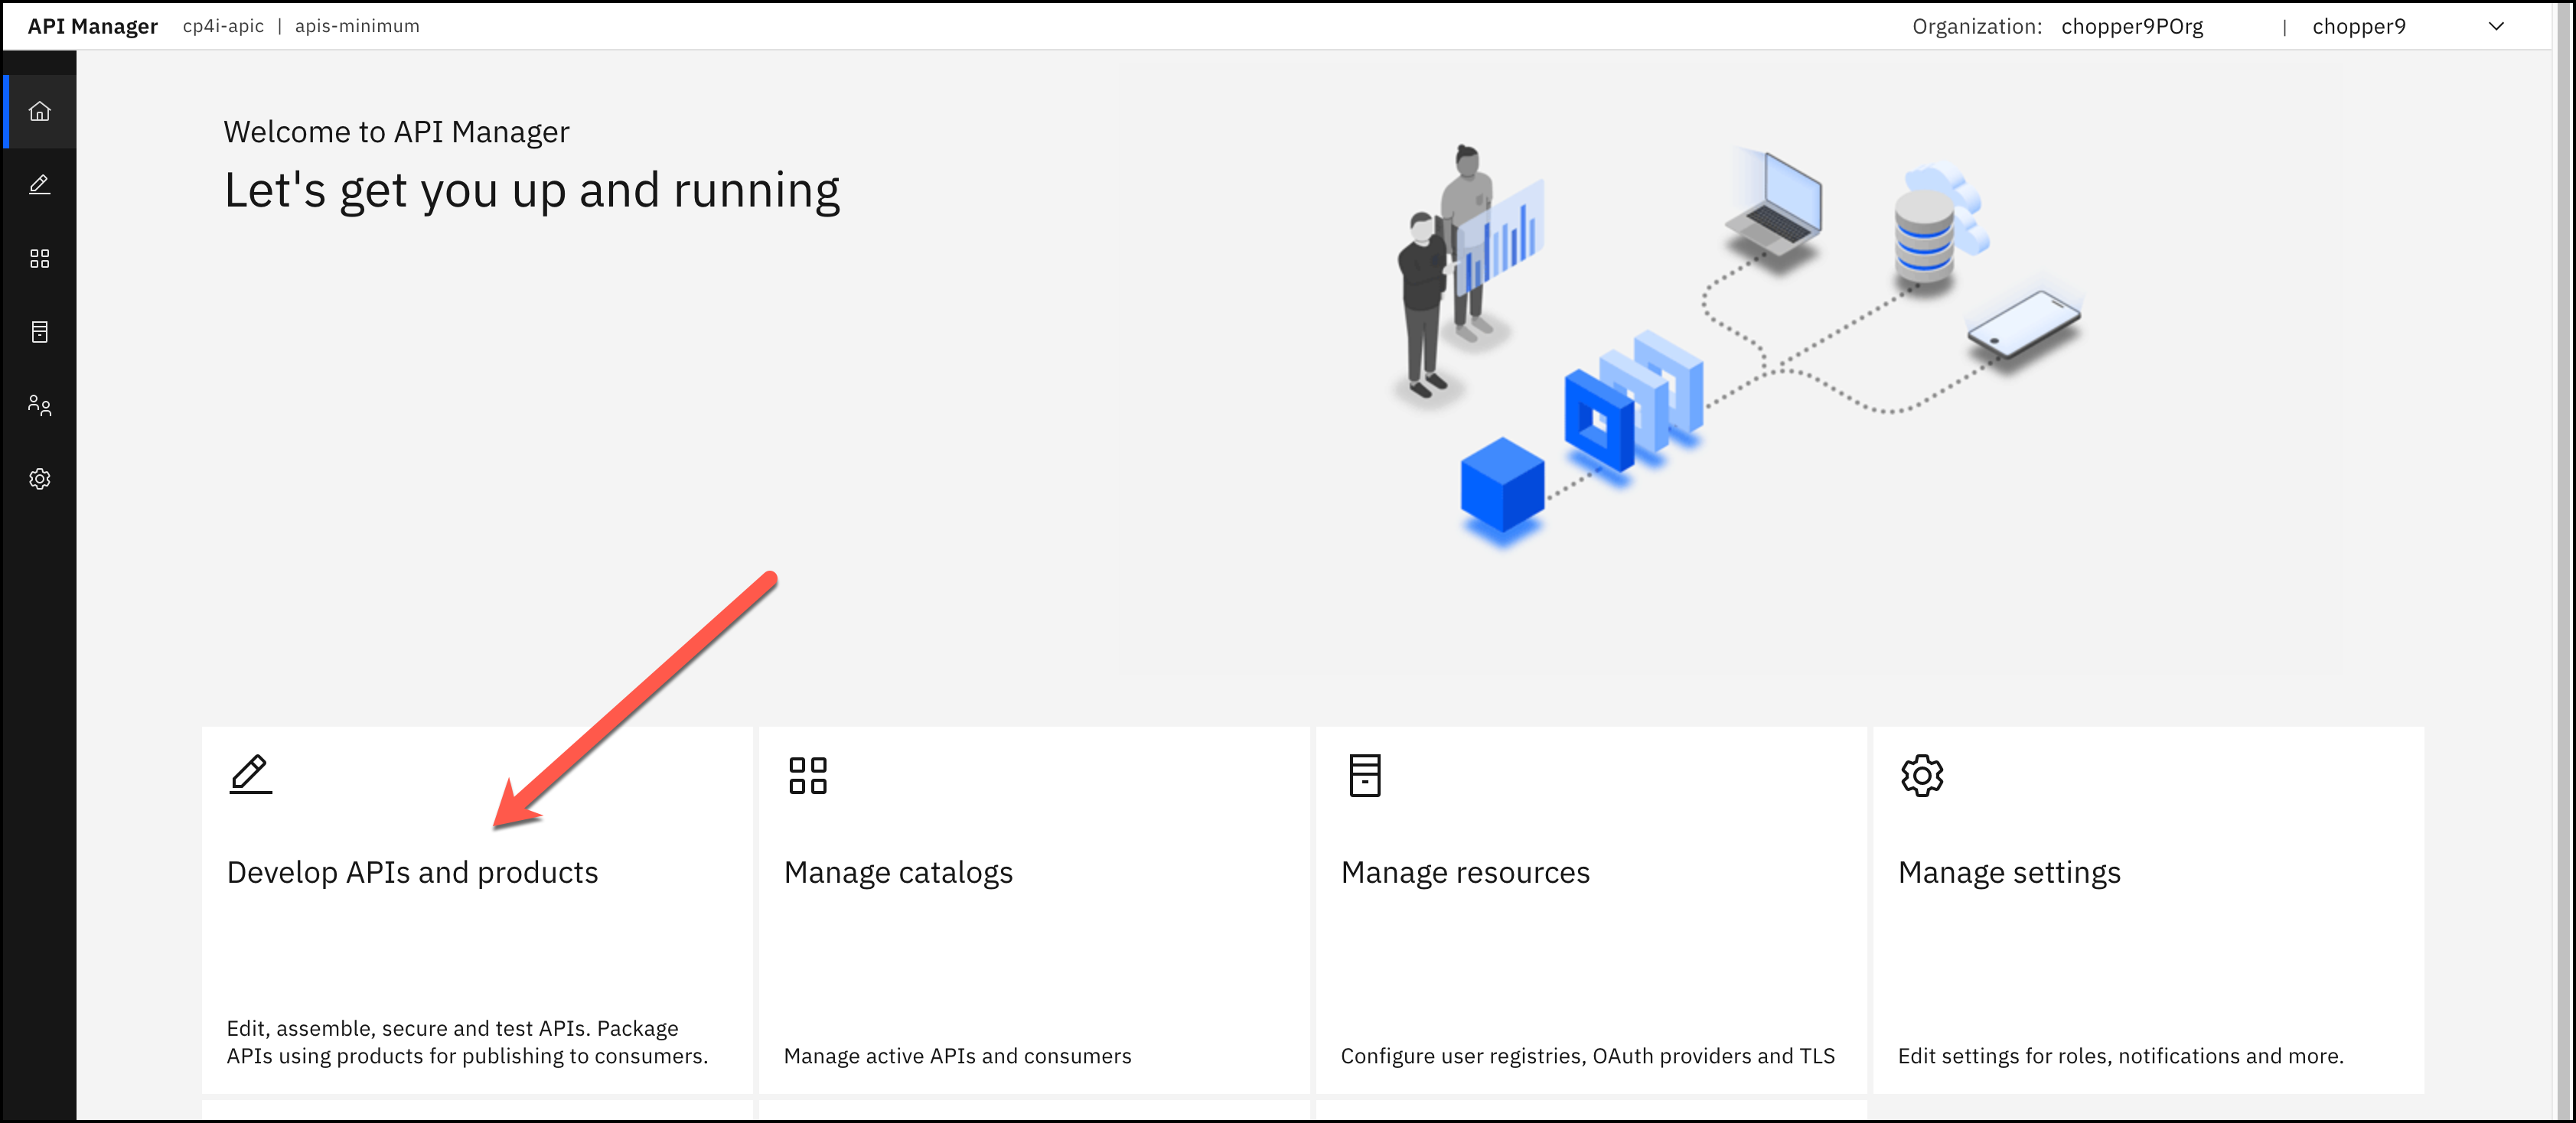 API Manager cp4i-apic | apis-minimum Organization: chopper9POrg | chopper9
Welcome to API Manager
Let's get you up and running
Develop APIs and products
Edit, assemble, secure and test APIs. Package
APIs using products for publishing to consumers.
Manage catalogs
Manage active APIs and consumers
Manage resources
Configure user registries, OAuth providers and TLS
Manage settings
Edit settings for roles, notifications and more.